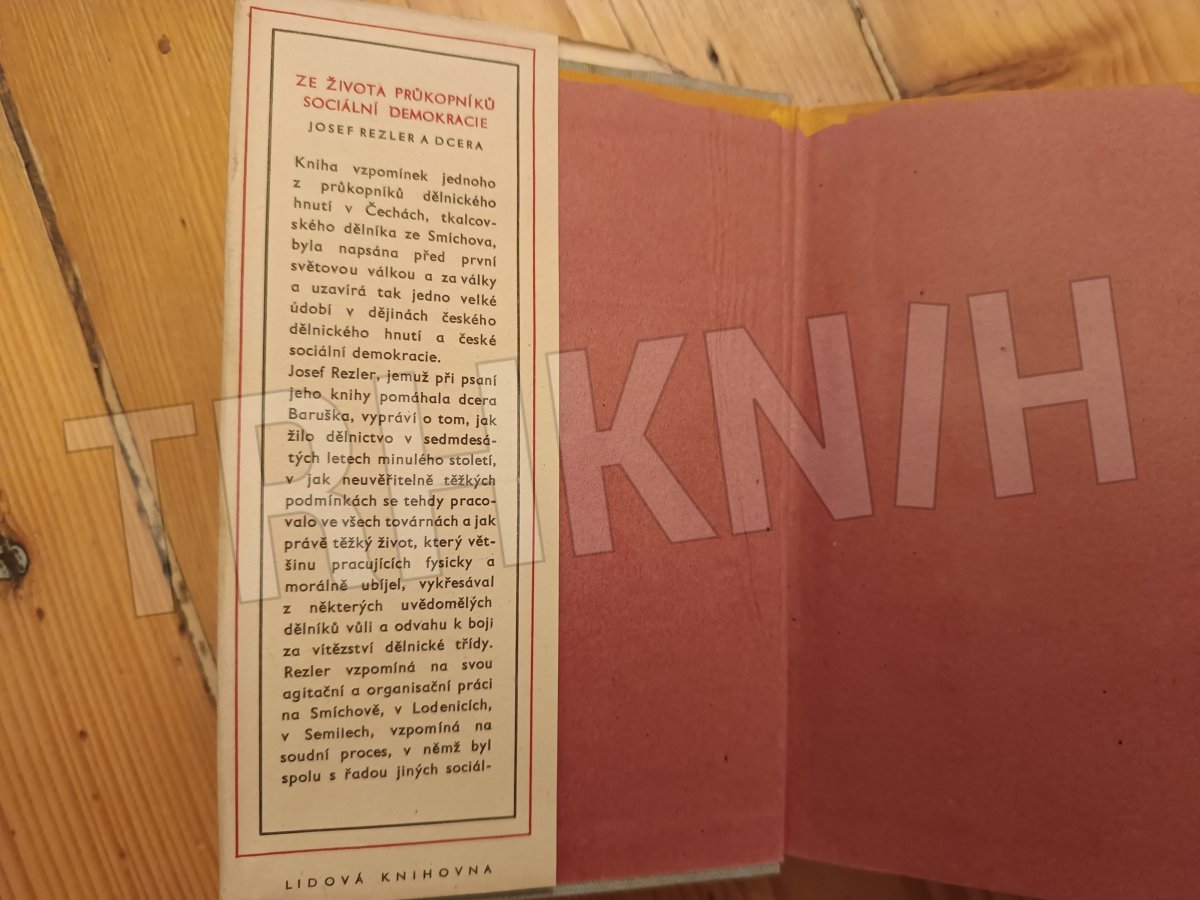 ZE ŽIVOTA PRŮKOPNÍKŮ
SOCIÁLNÍ DEMOKRACIE
JOSEF REZLER A DCERA
Kniha vzpomínek jednoho
z průkopníků dělnického
hnutí v Čechách, tkalcov-
ského dělníka ze Smíchova,
byla napsána před první
světovou válkou a za války
a uzavírá tak jedno velké
údobí v dějinách českého
dělnického hnutí a české
sociální demokracie.
Josef Rezler, jemuž při psaní
jeho knihy pomáhala dcera
Baruška, vypráví o tom, jak
žilo dělnictvo v sedmdesá-
tých letech minulého století,
v jak neuvěřitelně těžkých
podmínkách se tehdy praco-
valo ve všech továrnách a jak
právě těžký život, který vět-
šinu pracujících fysicky a
morálně ubíjel, vykřesával
z některých uvědomělých
dělníků vůli a odvahu k boji
za vítězství dělnické třídy.
Rezler vzpomíná na svou
agitační a organisační práci
na Smíchově, v Lodenicích,
v Semilech, vzpomíná na
soudní proces, v němž byl
spolu s řadou jiných sociál-
LIDOVÁ KNIHOVNA
TRHKNIH